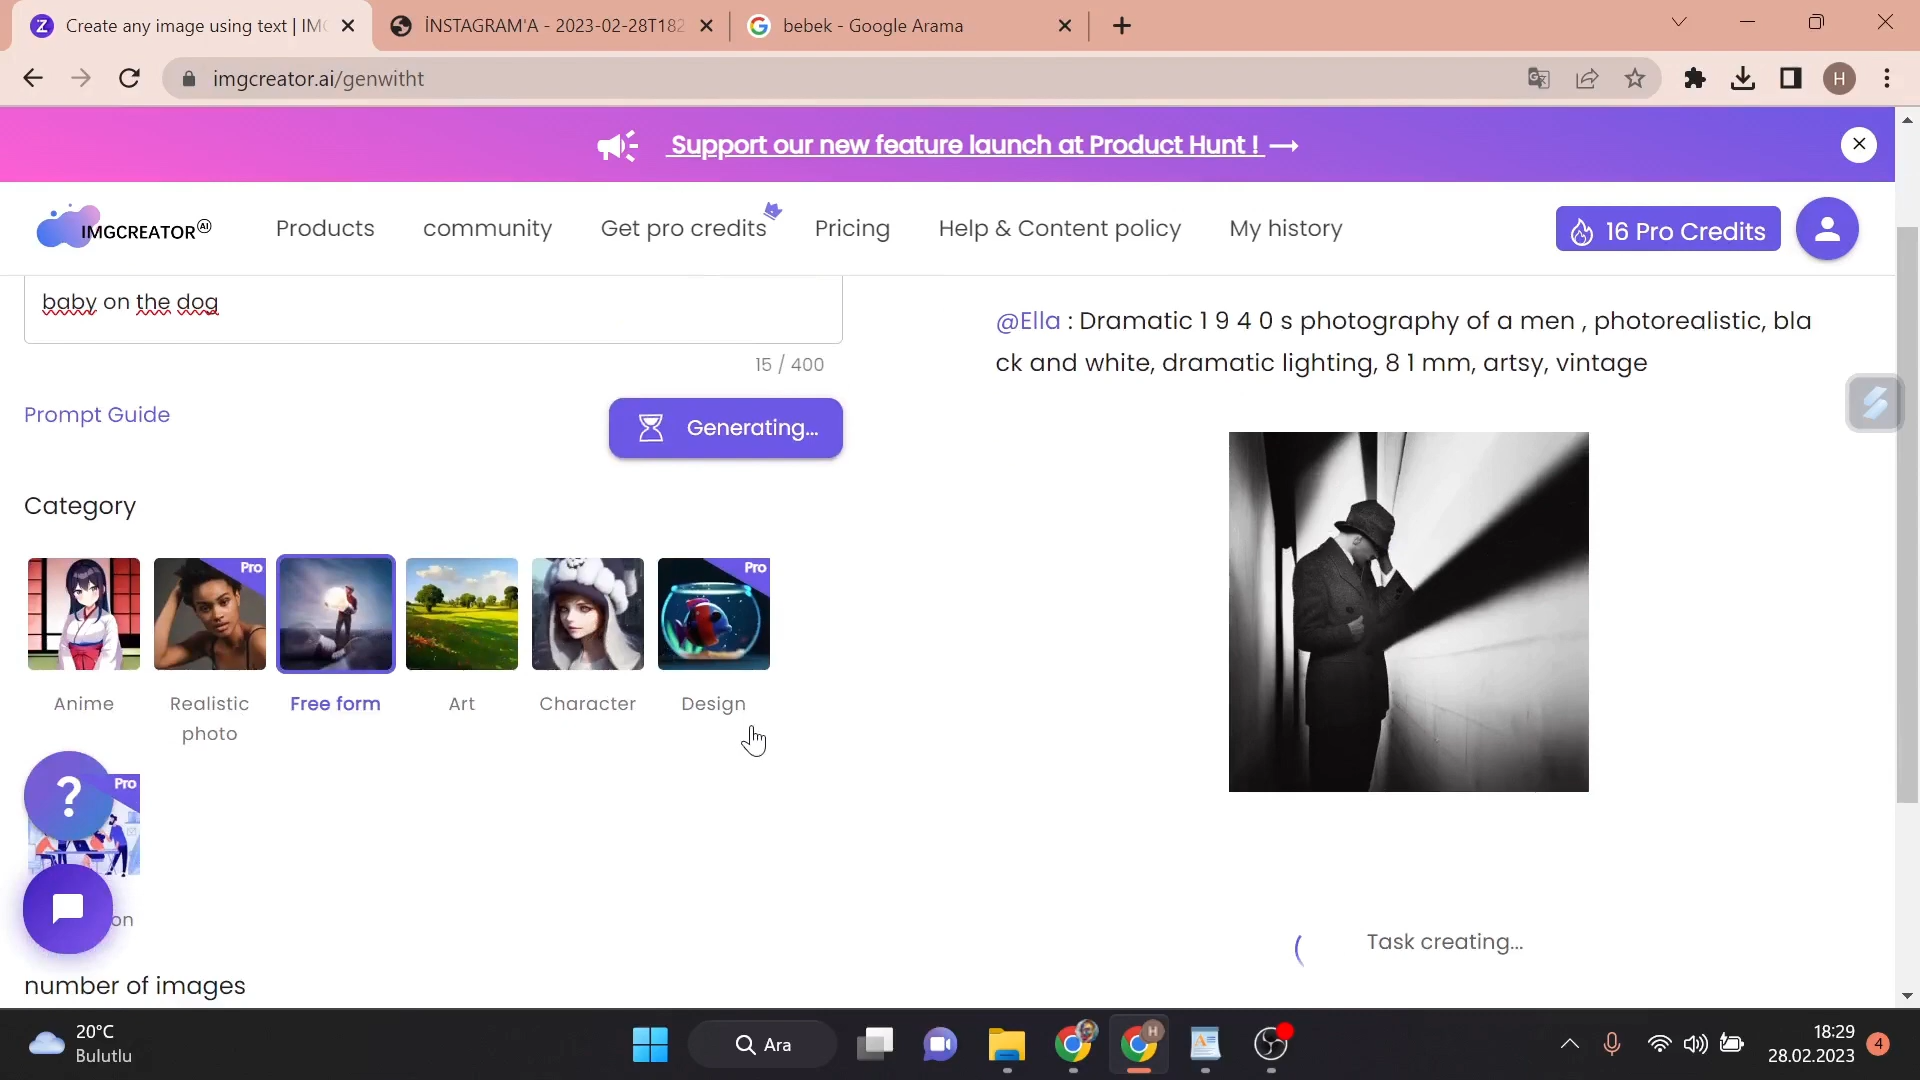 Create any image using text | IM
İNSTAGRAM'A - 2023-02-28T182
bebek - Google Arama
imgcreator.ai/genwitht
H
Support our new feature launch at Product Hunt ! →
IMGCREATOR AI
Products
community
Get pro credits
Pricing
Help & Content policy
My history
16 Pro Credits
baby on the dog
15 / 400
Prompt Guide
Generating...
@Ella : Dramatic 1 9 4 0 s photography of a men , photorealistic, bla
ck and white, dramatic lighting, 8 1 mm, artsy, vintage
Category
Pro
Pro
Anime
Realistic
photo
Free form
Art
Character
Design
?
Pro
on
Task creating...
number of images
20°C
Bulutlu
Ara
H
18:29
28.02.2023
4